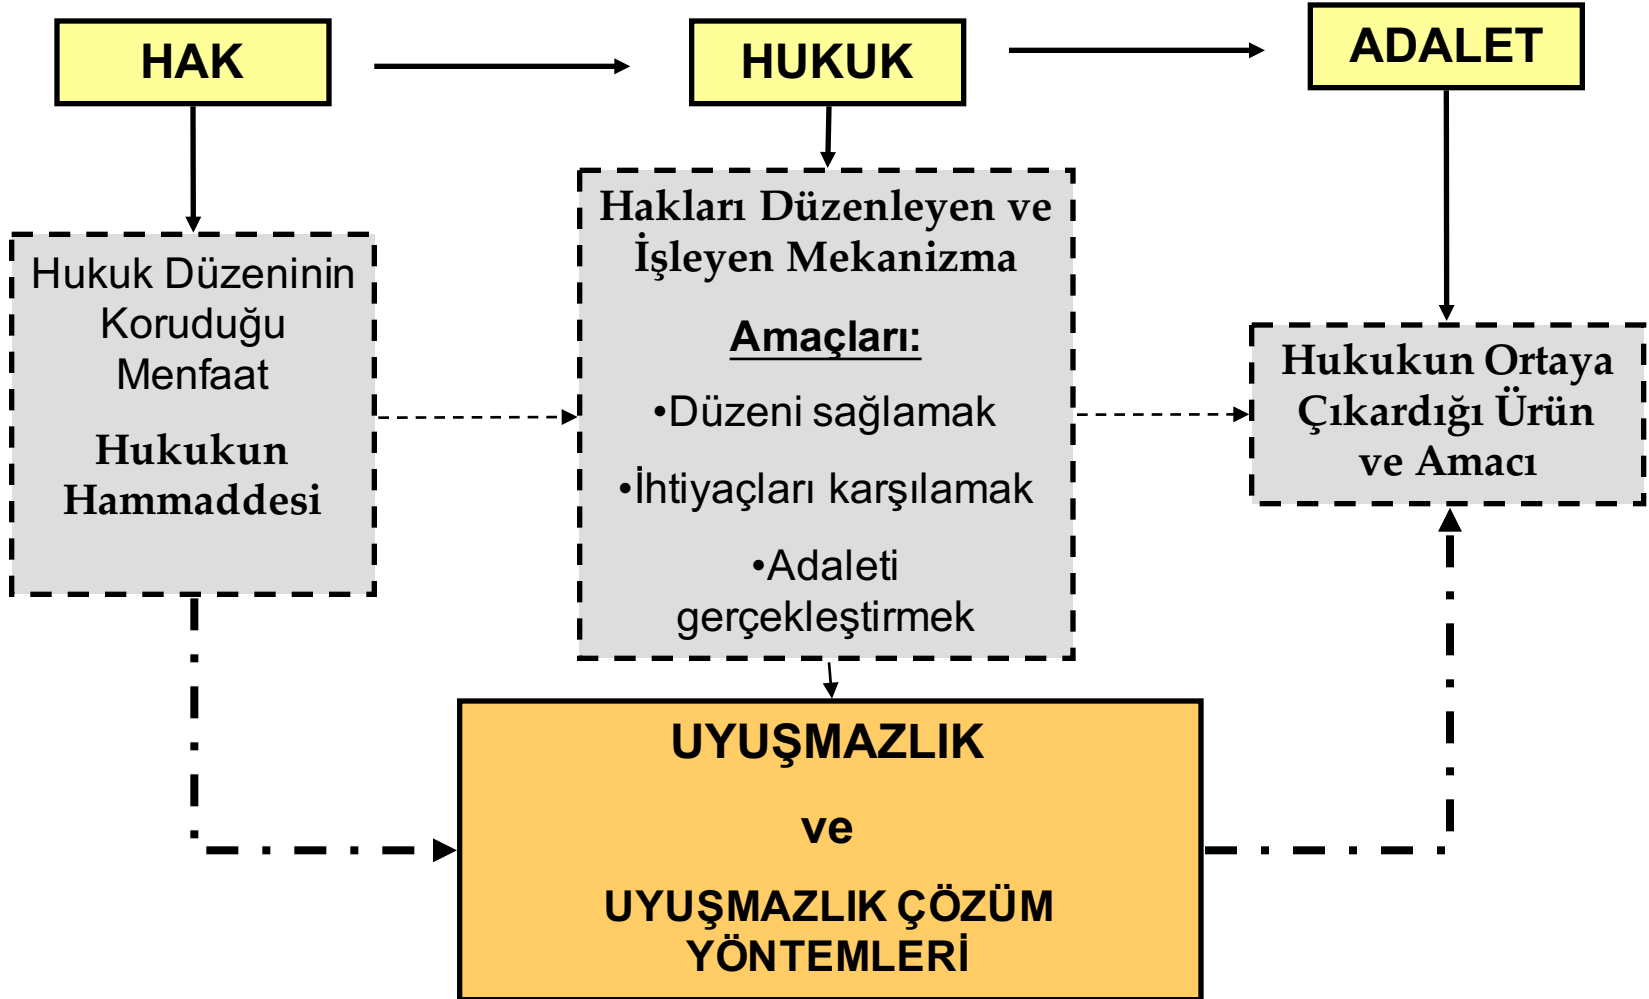 HAK
HUKUK
ADALET
Hukuk Düzeninin
Koruduğu
Menfaat
Hukukun
Hammaddesi
Hakları Düzenleyen ve
İşleyen Mekanizma
Amaçları:
•Düzeni sağlamak
•İhtiyaçları karşılamak
•Adaleti
gerçekleştirmek
Hukukun Ortaya
Çıkardığı Ürün
ve Amacı
UYUŞMAZLIK
ve
UYUŞMAZLIK ÇÖZÜM
YÖNTEMLERİ